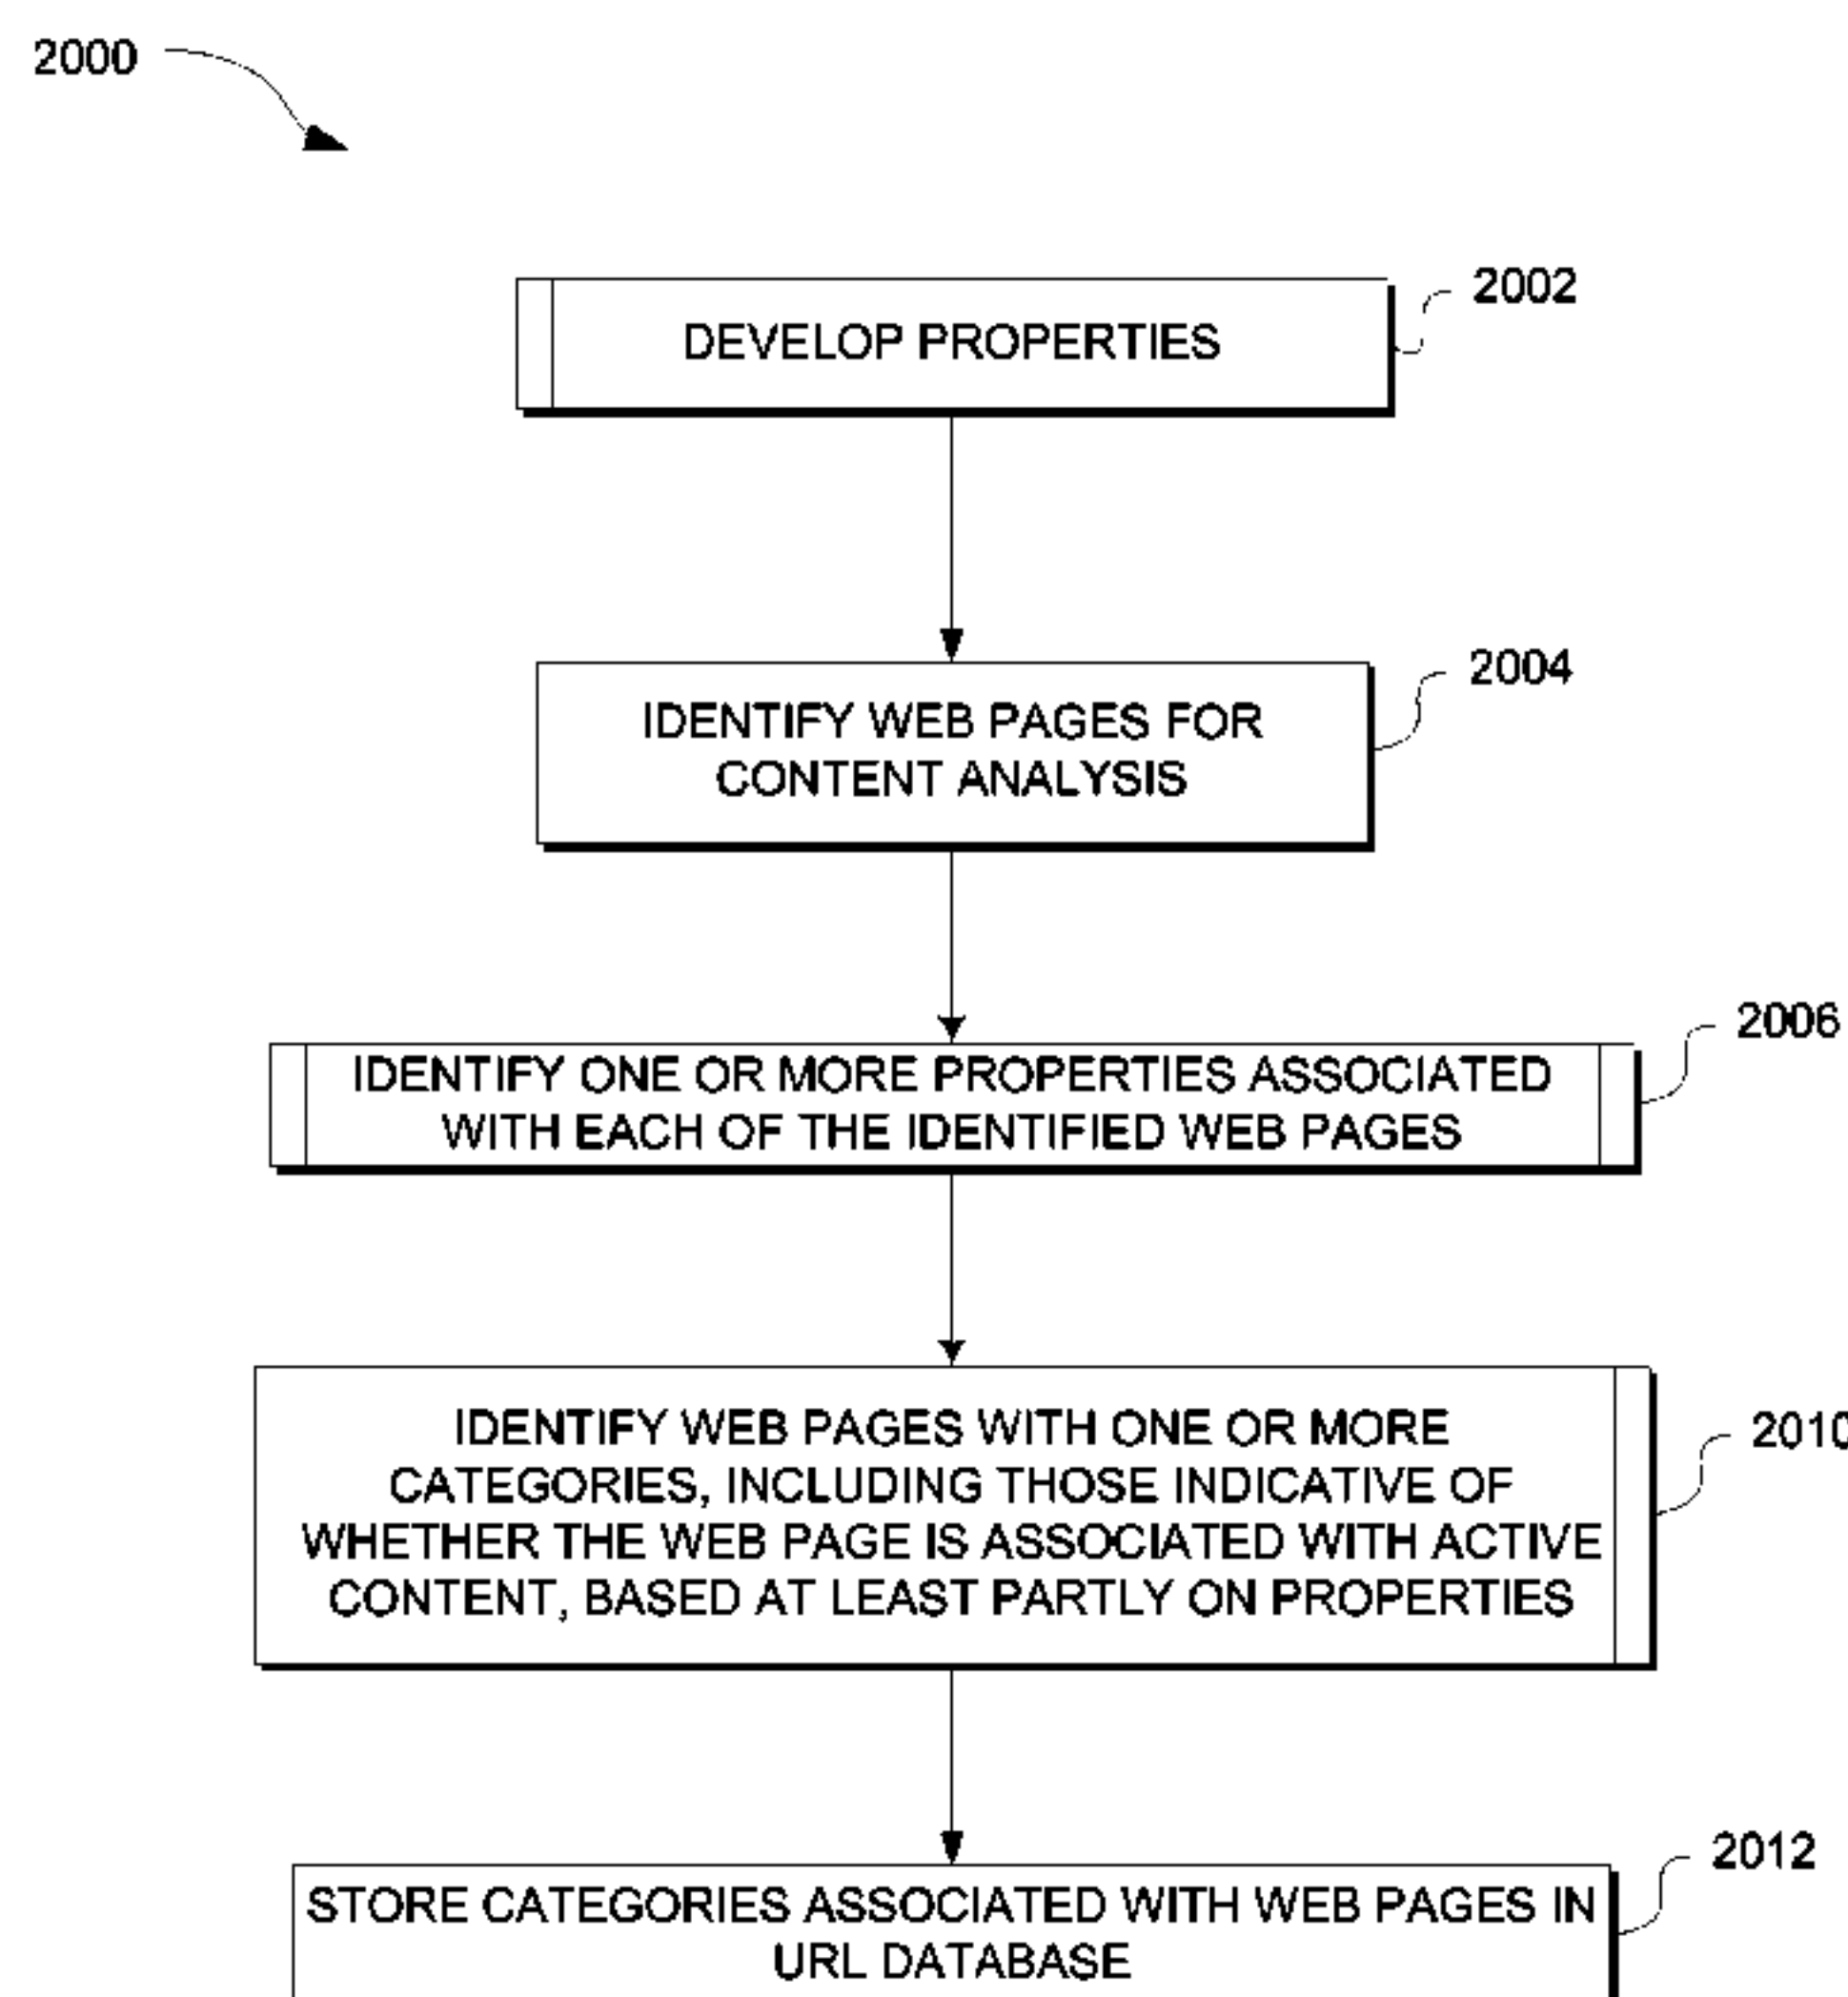 2000
2002
DEVELOP PROPERTIES
2004
IDENTIFY WEB PAGES FOR
CONTENT ANALYSIS
2006
IDENTIFY ONE OR MORE PROPERTIES ASSOCIATED
WITH EACH OF THE IDENTIFIED WEB PAGES
2010
IDENTIFY WEB PAGES WITH ONE OR MORE
CATEGORIES, INCLUDING THOSE INDICATIVE OF
WHETHER THE WEB PAGE IS ASSOCIATED WITH ACTIVE
CONTENT, BASED AT LEAST PARTLY ON PROPERTIES
2012
STORE CATEGORIES ASSOCIATED WITH WEB PAGES IN
URL DATABASE